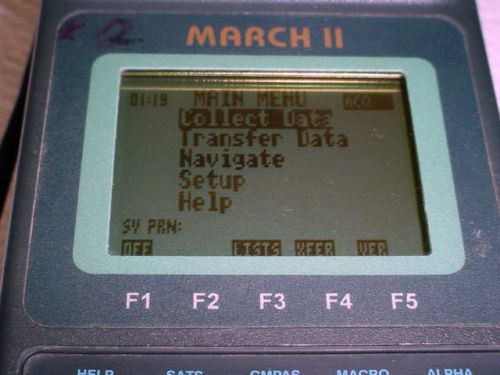 # 2
MARCH II
01:19 MAIN MENU ACQ
Collect Data
Transfer Data
Navigate
Setup
Help
SV PRN:
OFF LISTS XFER VER
F1 F2 F3 F4 F5
HELP SATS CMPAS MACRO ALPHA